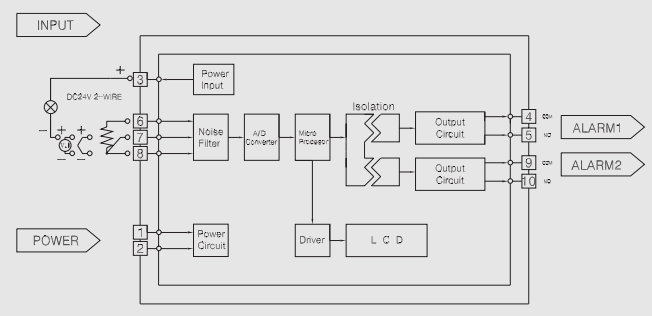 INPUT
+
3
Power
Input
DC24V 2-WIRE
Isolation
6
7
8
Noise
Filter
A/D
Converter
Micro
Processor
Output
Circuit
4
COM
5
NO
ALARM1
Output
Circuit
9
COM
10
NO
ALARM2
− + +
− −
POWER
1
2
Power
Circuit
Driver
L C D